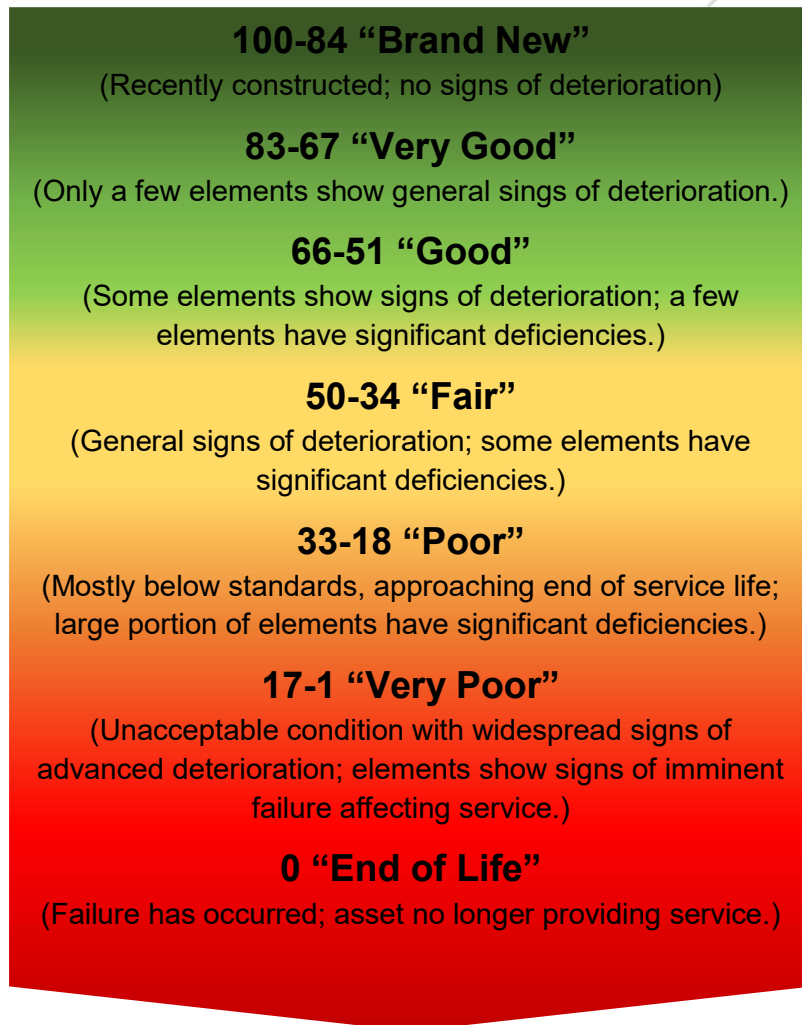 100-84 “Brand New”
(Recently constructed; no signs of deterioration)
83-67 “Very Good”
(Only a few elements show general sings of deterioration.)
66-51 “Good”
(Some elements show signs of deterioration; a few
elements have significant deficiencies.)
50-34 “Fair”
(General signs of deterioration; some elements have
significant deficiencies.)
33-18 “Poor”
(Mostly below standards, approaching end of service life;
large portion of elements have significant deficiencies.)
17-1 “Very Poor”
(Unacceptable condition with widespread signs of
advanced deterioration; elements show signs of imminent
failure affecting service.)
0 “End of Life”
(Failure has occurred; asset no longer providing service.)